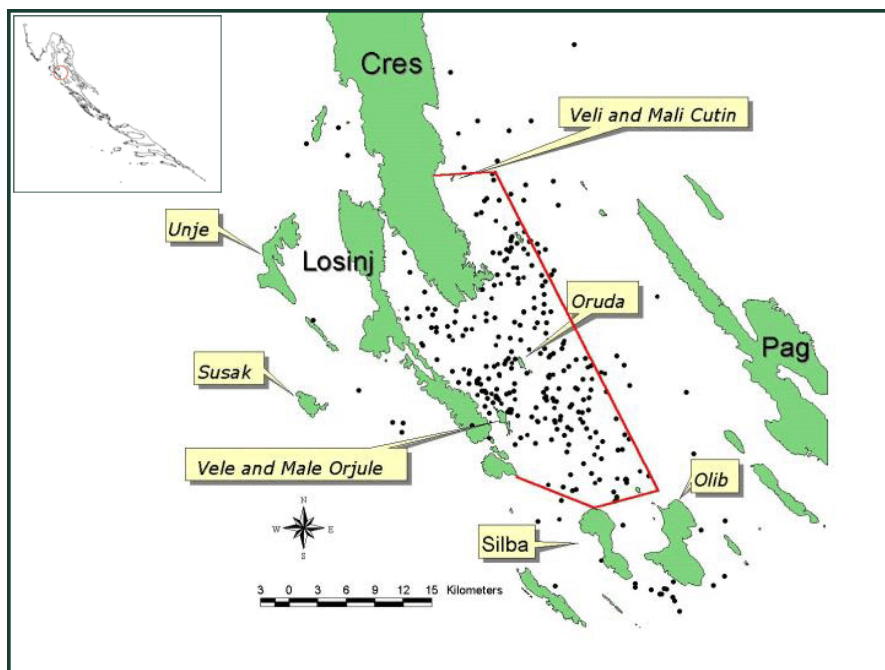 Cres
Veli and Mali Cutin
Unje
Losinj
Oruda
Pag
Susak
Vele and Male Orjule
Olib
Silba
N
W E
S
3 0 3 6 9 12 15 Kilometers